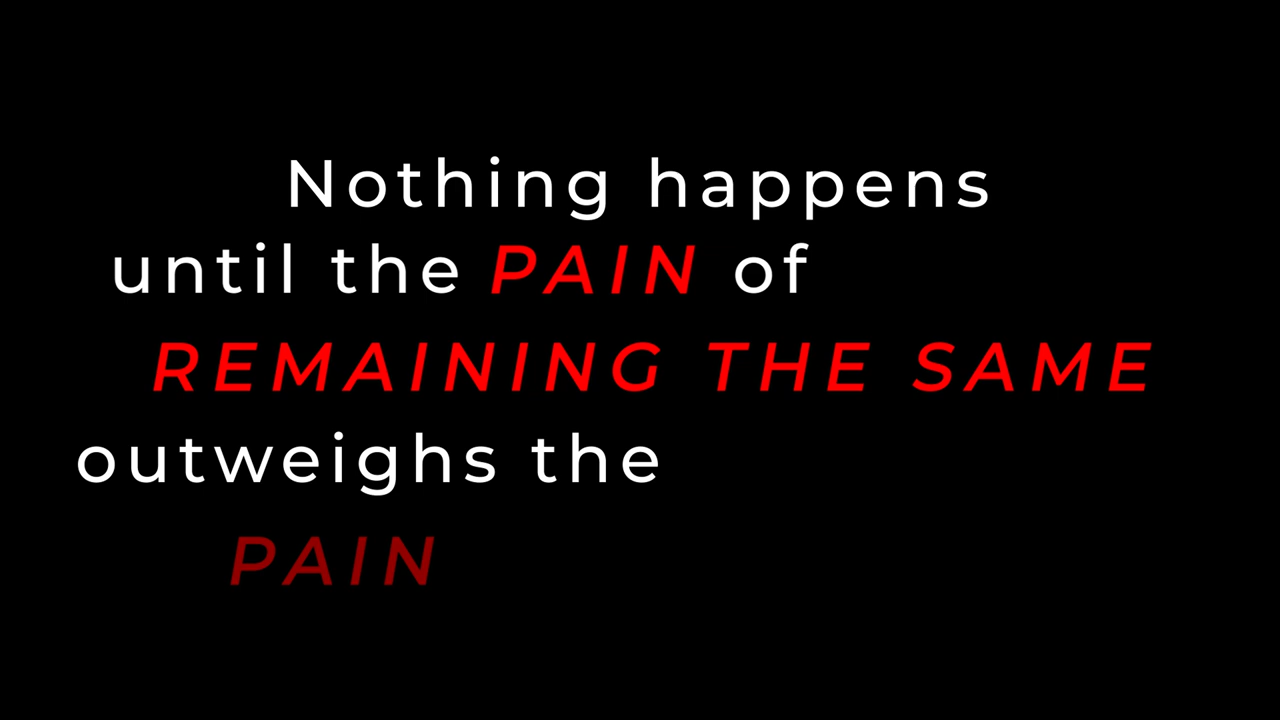 Nothing happens
until the PAIN of
REMAINING THE SAME
outweighs the
PAIN